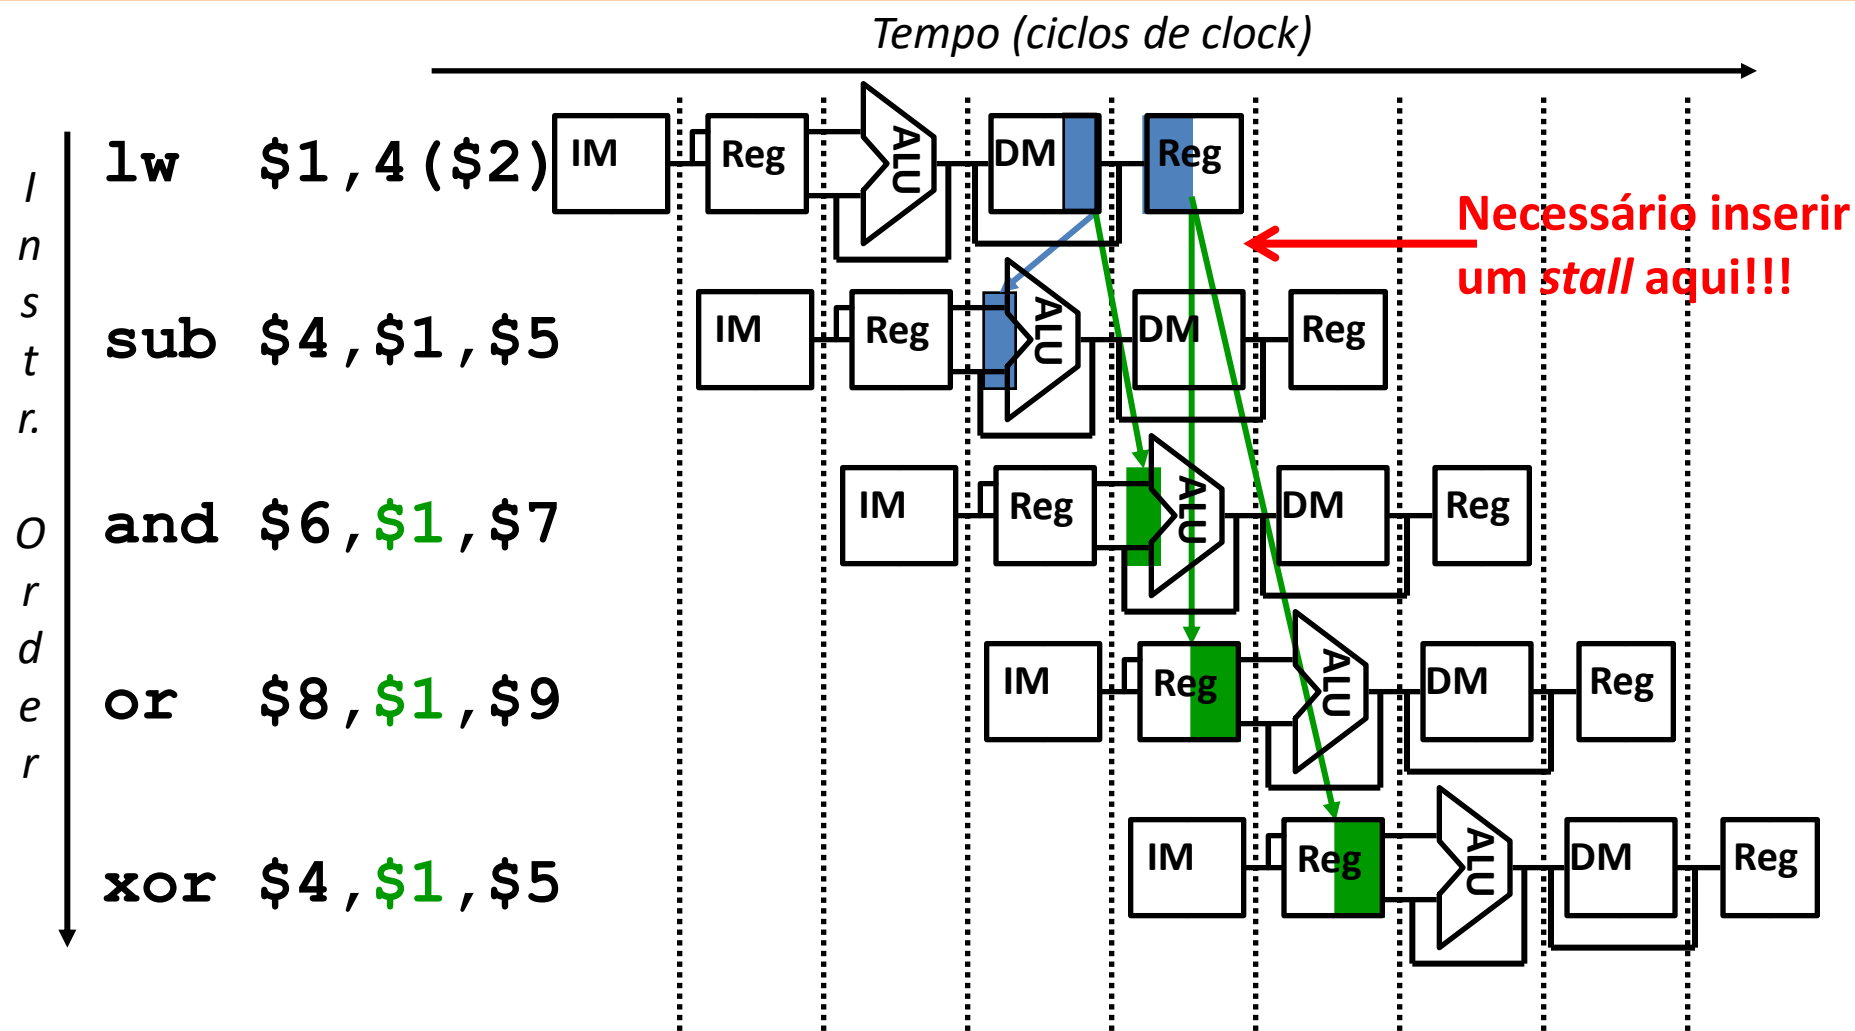 Tempo (ciclos de clock)
Instr. Order
lw $1,4($2) IM Reg ALU DM Reg
Necessário inserir
um stall aqui!!!
sub $4,$1,$5 IM Reg ALU DM Reg
and $6,$1,$7 IM Reg ALU DM Reg
or $8,$1,$9 IM Reg ALU DM Reg
xor $4,$1,$5 IM Reg ALU DM Reg